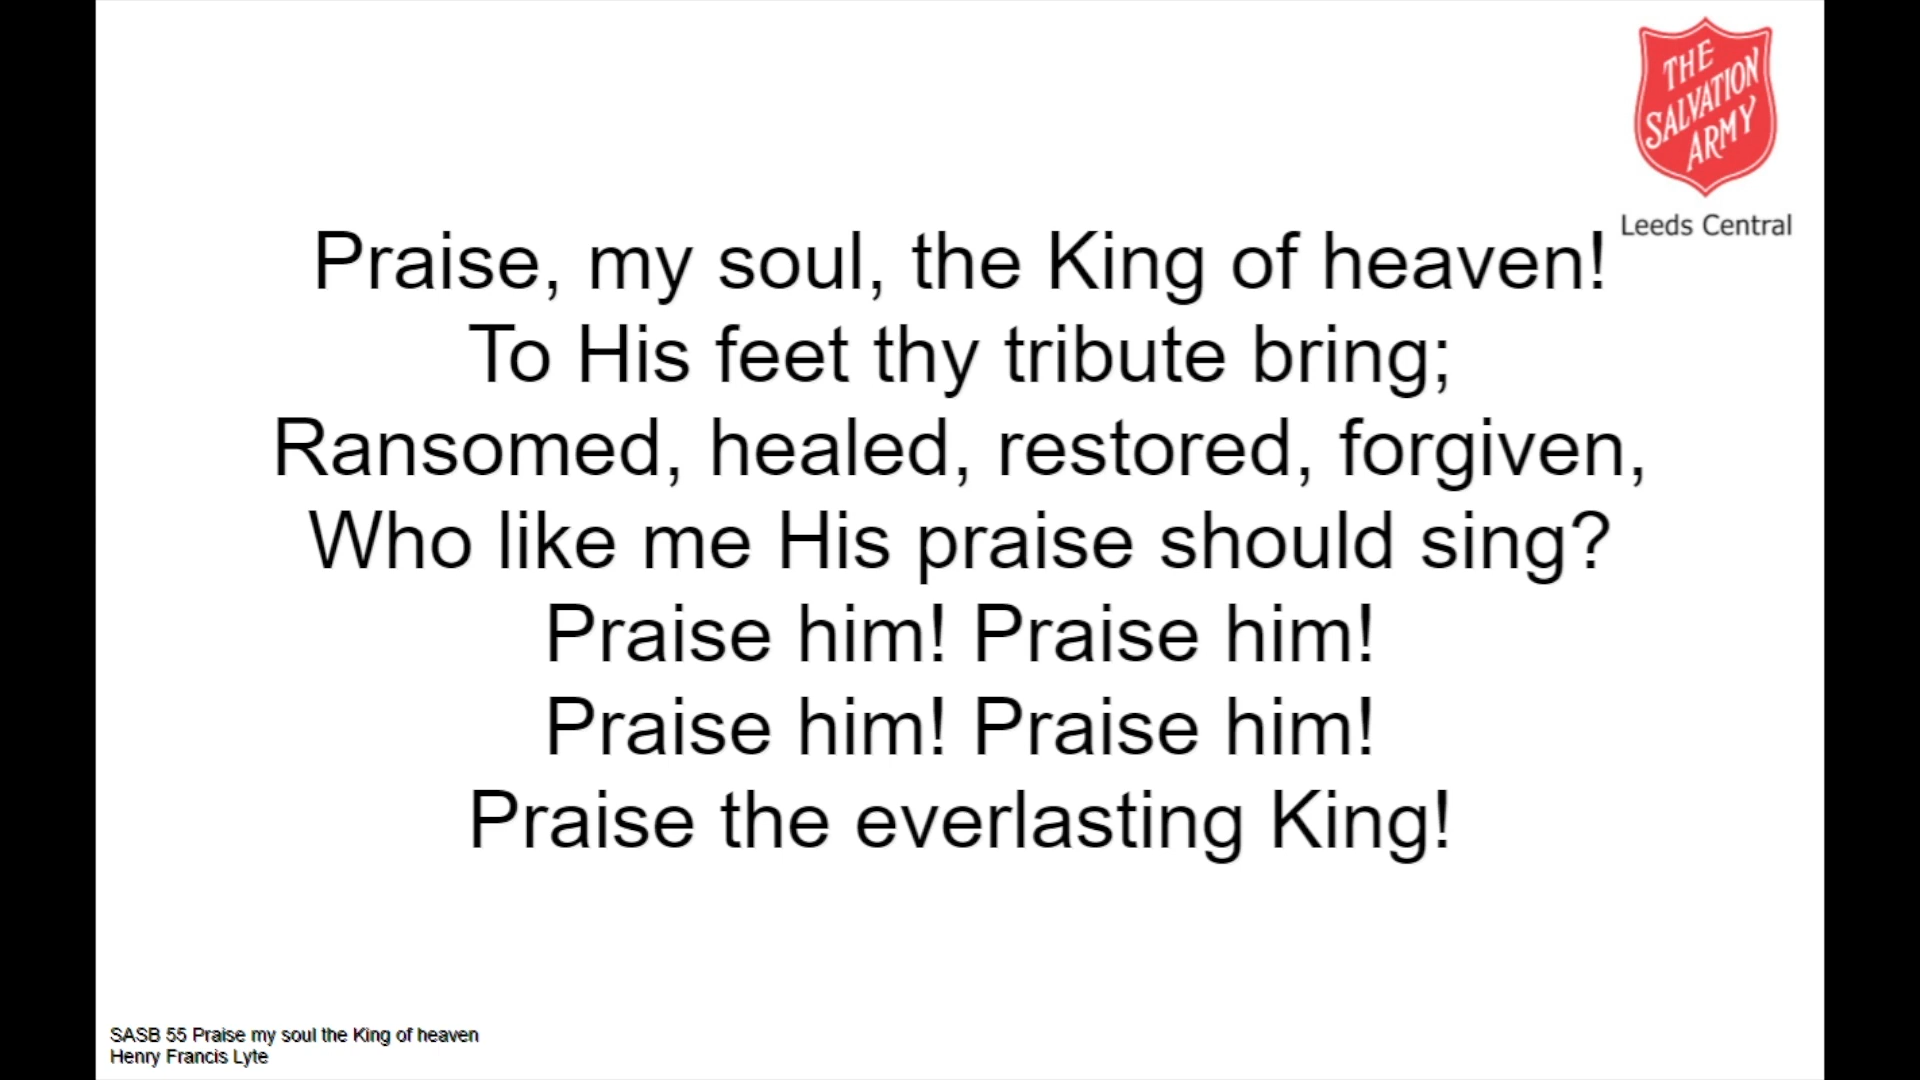 THE
SALVATION
ARMY
Leeds Central
Praise, my soul, the King of heaven!
To His feet thy tribute bring;
Ransomed, healed, restored, forgiven,
Who like me His praise should sing?
Praise him! Praise him!
Praise him! Praise him!
Praise the everlasting King!
SASB 55 Praise my soul the King of heaven
Henry Francis Lyte